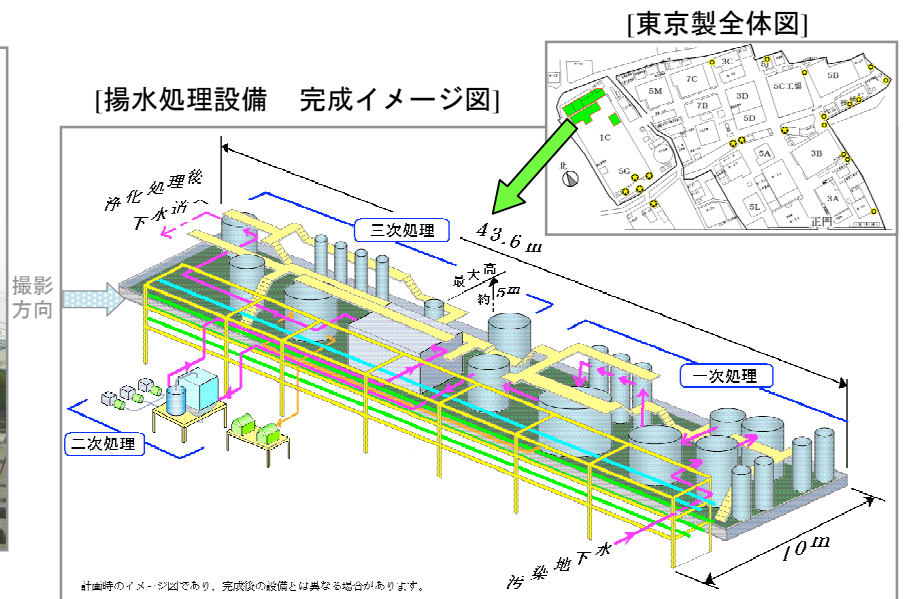 [東京製全体図]
[揚水処理設備　完成イメージ図]
3C
5J
7C
5M
5C工場
5B
7B
3D
5D
1C
5G
5A
3B
5L
3A
正門
北
浄化処理後
下水道へ
三次処理
43.6m
最大高
約5m
撮影
方向
一次処理
二次処理
汚染地下水
10m
計画時のイメージ図であり、完成後の設備とは異なる場合があります。